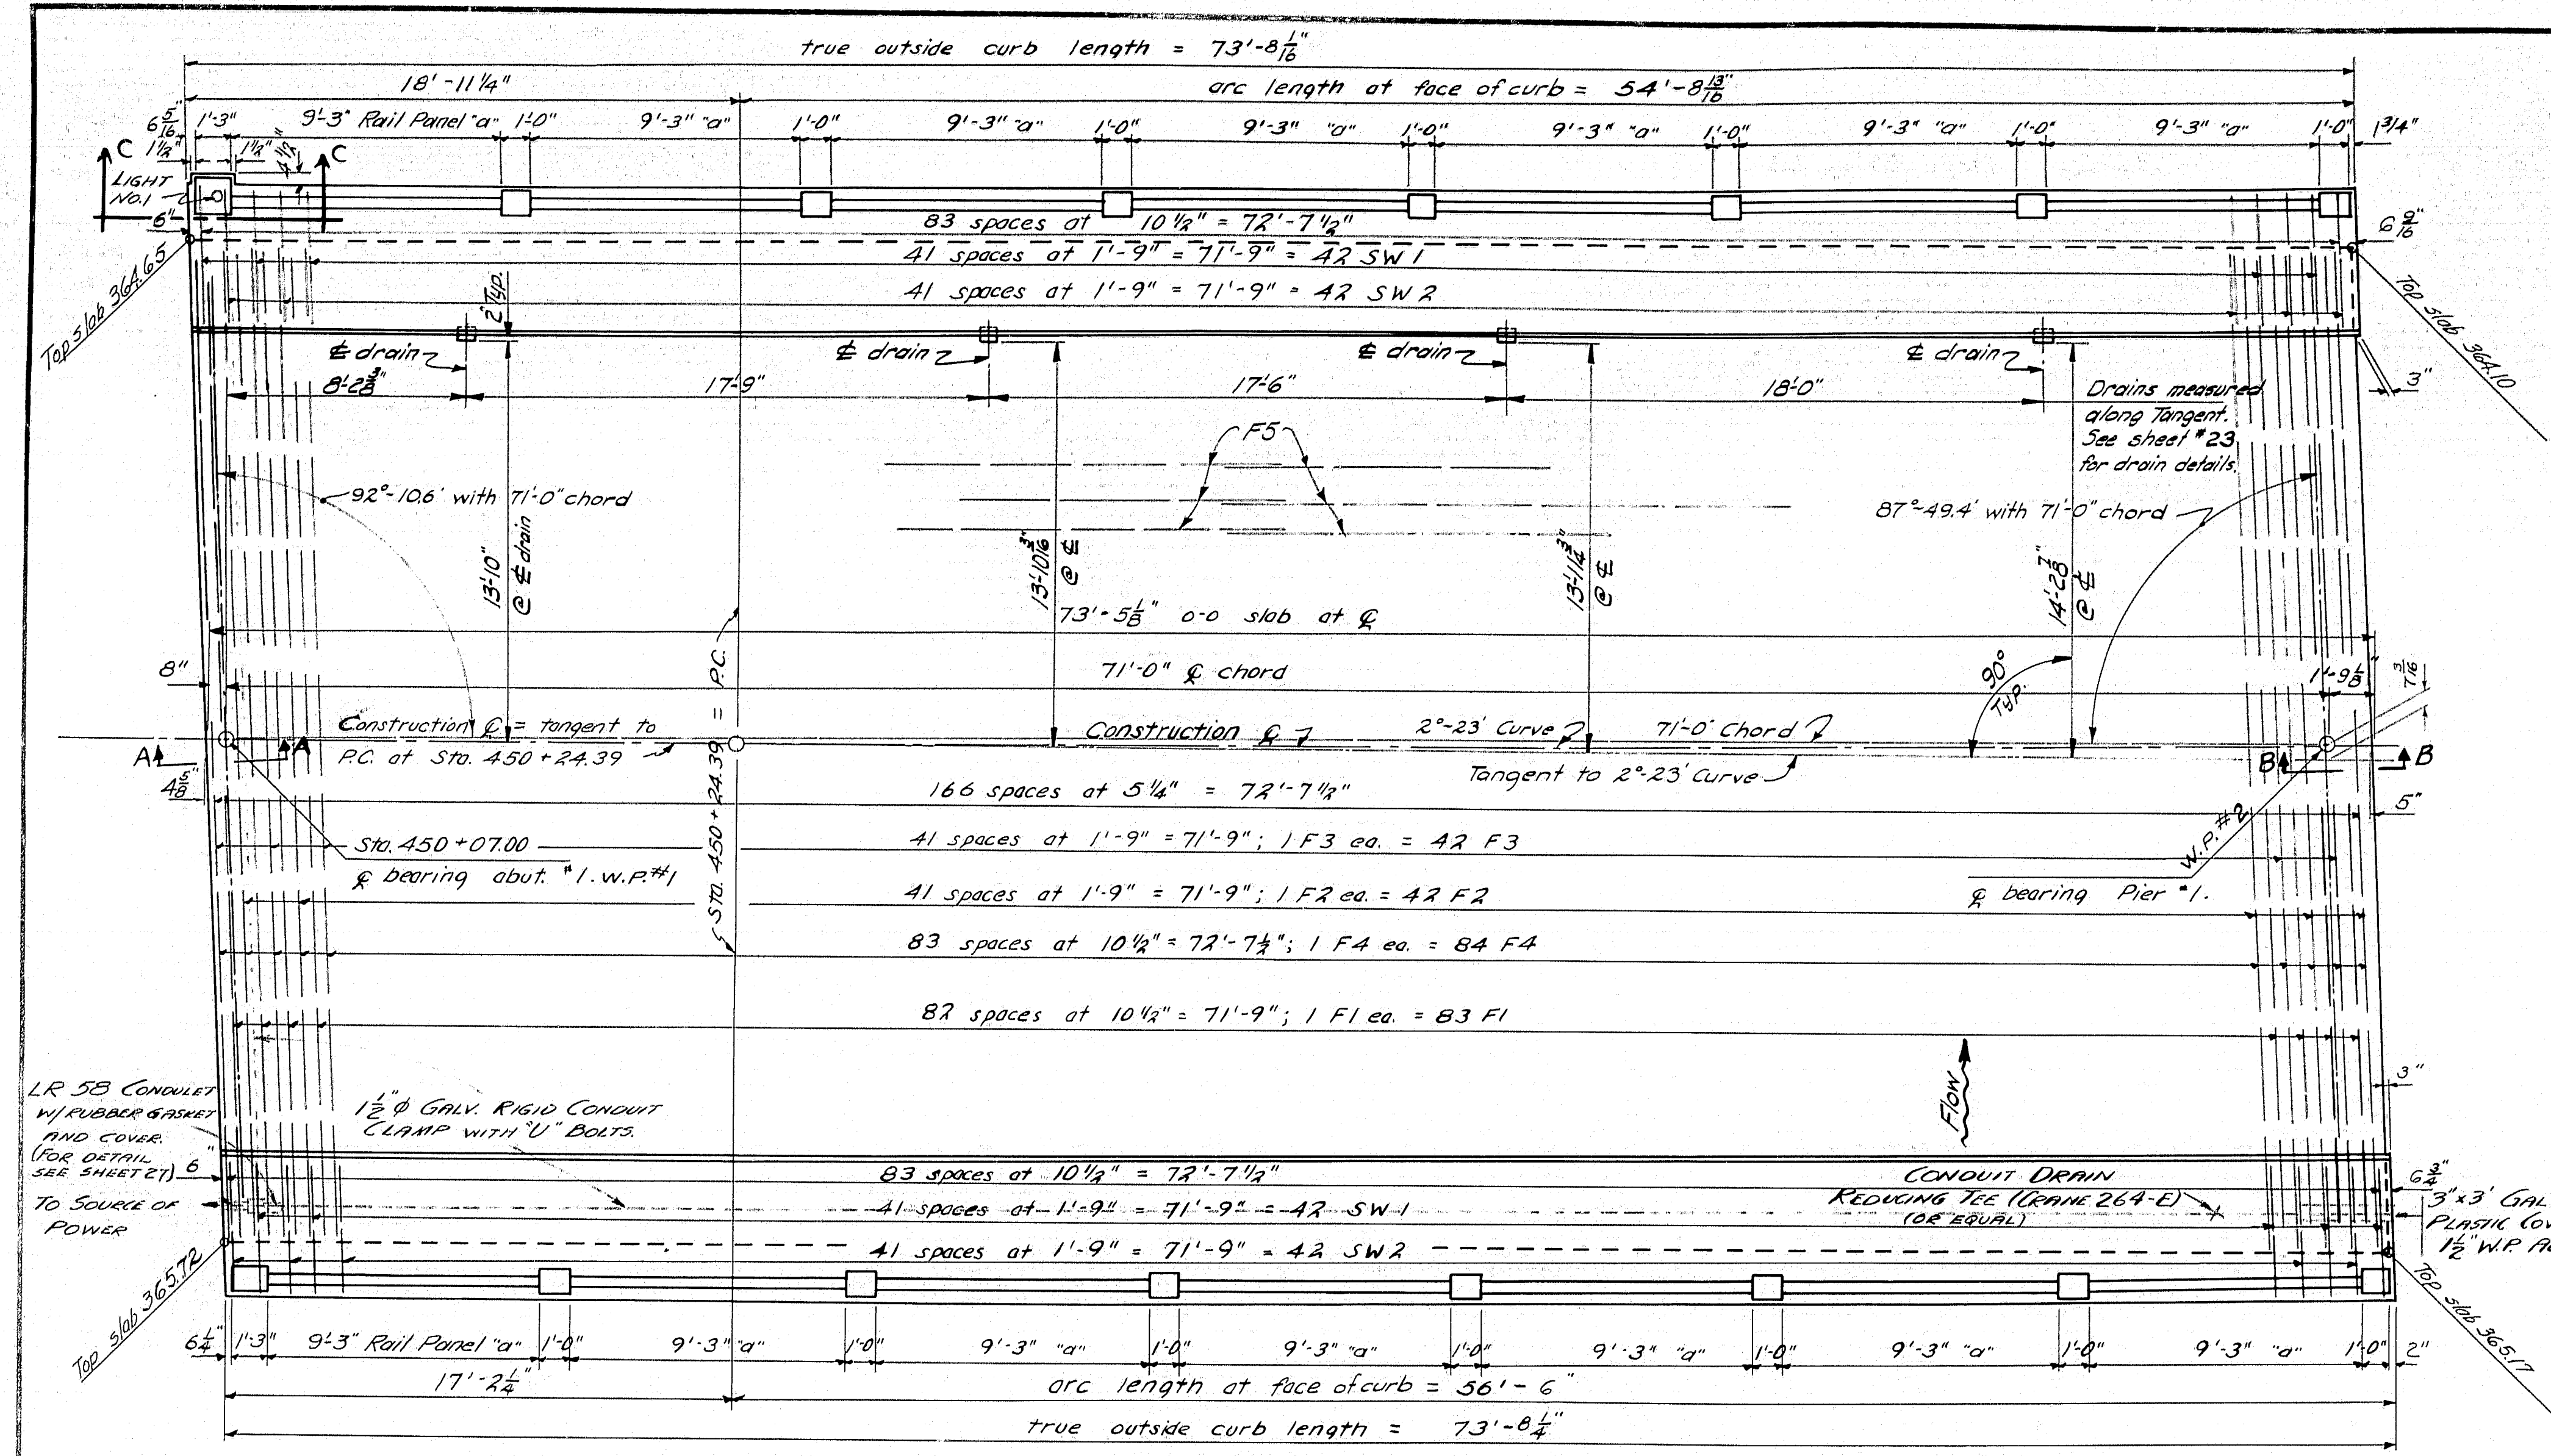 true outside curb length = 73'-8 1/16"
18'-11 1/4"
arc length at face of curb = 54'-8 13/16"
6 5/16" 1'-3" 9'-3" Rail Panel "a" 1'-0" 9'-3" "a" 1'-0" 9'-3" "a" 1'-0" 9'-3" "a" 1'-0" 9'-3" "a" 1'-0" 9'-3" "a" 1'-0" 9'-3" "a" 1'-0" 1 3/4"
C 1 1/2" 1 1/2" 4 1/2" C
LIGHT
NO.1
6"
83 spaces at 10 1/2" = 72'-7 1/2"
6 9/16"
41 spaces at 1'-9" = 71'-9" = 42 SW1
41 spaces at 1'-9" = 71'-9" = 42 SW2
Top slab 364.65
2" Typ.
Top slab 364.10
℄ drain ℄ drain ℄ drain ℄ drain
8'-2 3/8" 17'-9" 17'-6" 18'-0"
3"
Drains measured
along Tangent.
See sheet #23
for drain details.
F5
92°-10.6' with 71'-0" chord
87°-49.4' with 71'-0" chord
13'-10"
@ ℄ drain
13'-10 3/16"
@ ℄
13'-11 3/4"
@ ℄
14'-2 7/8"
@ ℄
73'-5 1/8" o-o slab at ℄
8"
71'-0" ℄ chord
90°
Typ.
1'-9 1/8"
7 3/16"
Construction ℄ = tangent to
P.C. at Sta. 450+24.39
Sta. 450+24.39 = P.C.
Construction ℄
2°-23' Curve
71'-0" Chord
Tangent to 2°-23' Curve
A A
B B
4 5/8"
166 spaces at 5 1/4" = 72'-7 1/2"
5"
Sta. 450+07.00
℄ bearing abut. #1. W.P.#1
41 spaces at 1'-9" = 71'-9"; 1 F3 ea. = 42 F3
W.P.#2
℄ bearing Pier #1.
41 spaces at 1'-9" = 71'-9"; 1 F2 ea. = 42 F2
83 spaces at 10 1/2" = 72'-7 1/2"; 1 F4 ea. = 84 F4
82 spaces at 10 1/2" = 71'-9"; 1 F1 ea. = 83 F1
Flow
3"
LR 58 CONDULET
W/RUBBER GASKET
AND COVER.
(FOR DETAIL
SEE SHEET 27)
6"
TO SOURCE OF
POWER
1 1/2" φ GALV. RIGID CONDUIT
CLAMP WITH "U" BOLTS.
83 spaces at 10 1/2" = 72'-7 1/2"
41 spaces at 1'-9" = 71'-9" = 42 SW1
41 spaces at 1'-9" = 71'-9" = 42 SW2
CONDUIT DRAIN
REDUCING TEE (CRANE 264-E)
(OR EQUAL)
6 3/4"
3"x3' GAL
PLASTIC
1 1/2" W.P.
Top slab 365.72
Top slab 365.17
6 1/4" 1'-3" 9'-3" Rail Panel "a" 1'-0" 9'-3" "a" 1'-0" 9'-3" "a" 1'-0" 9'-3" "a" 1'-0" 9'-3" "a" 1'-0" 9'-3" "a" 1'-0" 9'-3" "a" 1'-0" 2"
17'-2 1/4"
arc length at face of curb = 56'-6"
true outside curb length = 73'-8 1/4"